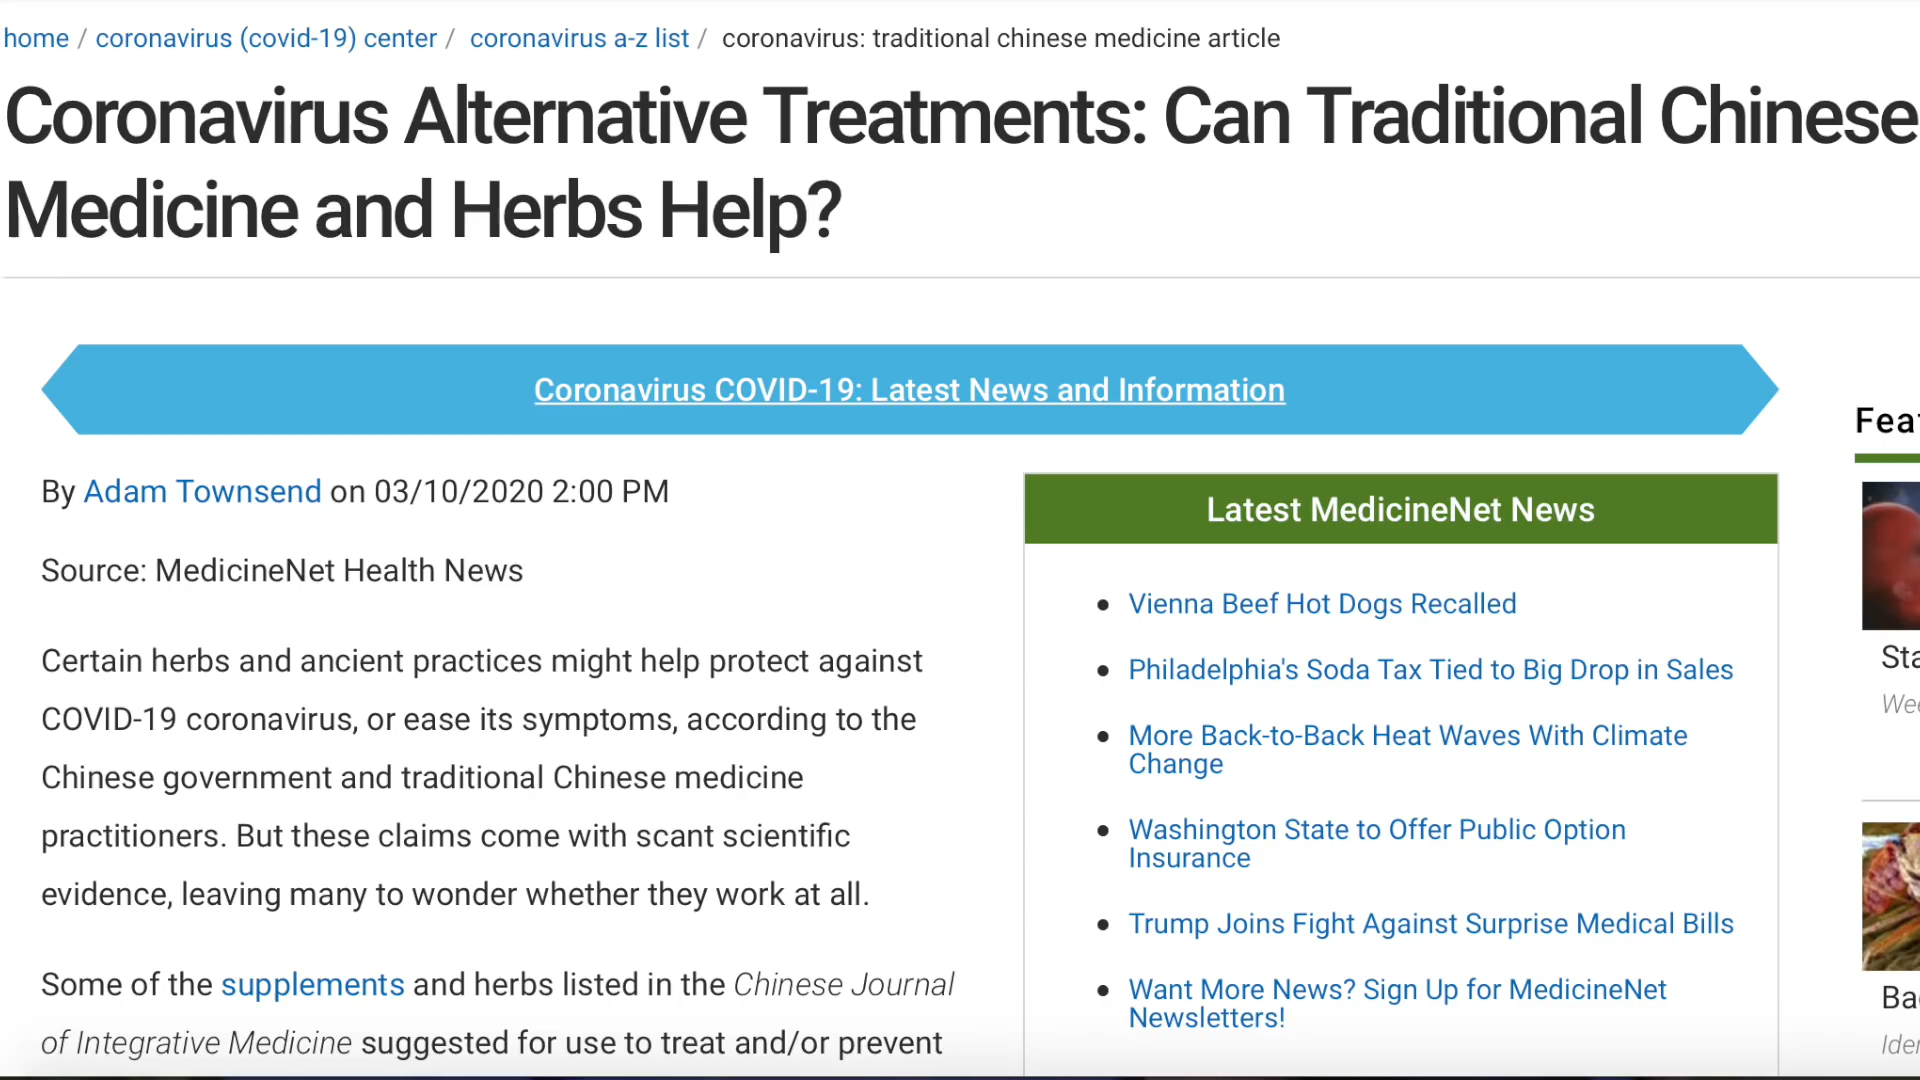 home / coronavirus (covid-19) center / coronavirus a-z list / coronavirus: traditional chinese medicine article
Coronavirus Alternative Treatments: Can Traditional Chinese
Medicine and Herbs Help?
Coronavirus COVID-19: Latest News and Information
By Adam Townsend on 03/10/2020 2:00 PM
Source: MedicineNet Health News
Certain herbs and ancient practices might help protect against
COVID-19 coronavirus, or ease its symptoms, according to the
Chinese government and traditional Chinese medicine
practitioners. But these claims come with scant scientific
evidence, leaving many to wonder whether they work at all.
Some of the supplements and herbs listed in the Chinese Journal
of Integrative Medicine suggested for use to treat and/or prevent
Latest MedicineNet News
Vienna Beef Hot Dogs Recalled
Philadelphia's Soda Tax Tied to Big Drop in Sales
More Back-to-Back Heat Waves With Climate
Change
Washington State to Offer Public Option
Insurance
Trump Joins Fight Against Surprise Medical Bills
Want More News? Sign Up for MedicineNet
Newsletters!